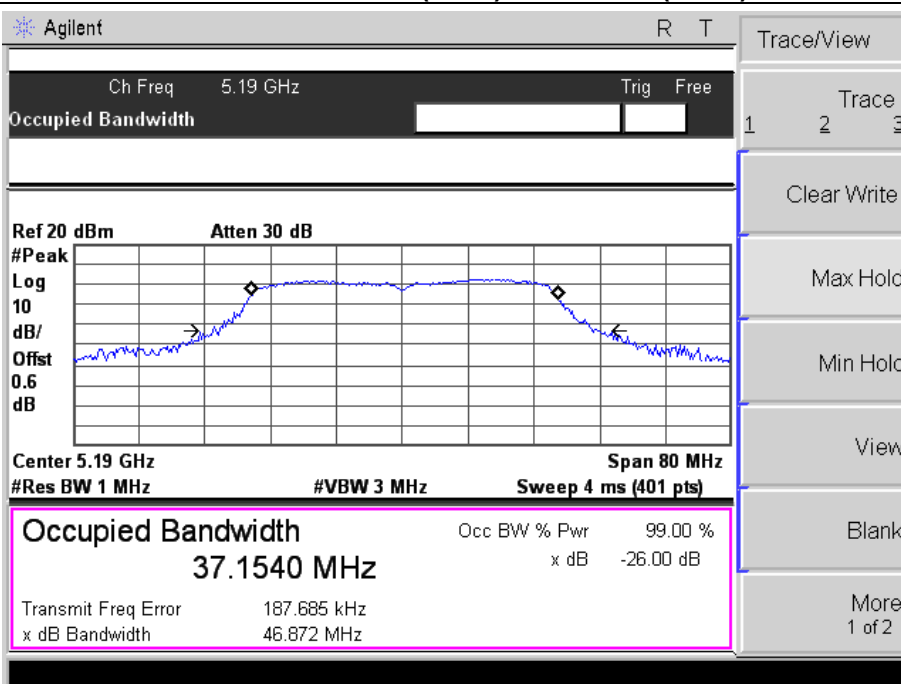 Agilent R T
Trace/View
Ch Freq 5.19 GHz Trig Free
Occupied Bandwidth
Trace
1 2 3
Clear Write
Max Hold
Min Hold
View
Blank
More
1 of 2
Ref 20 dBm Atten 30 dB
#Peak
Log
10
dB/
Offst
0.6
dB
Center 5.19 GHz Span 80 MHz
#Res BW 1 MHz #VBW 3 MHz Sweep 4 ms (401 pts)
Occupied Bandwidth
37.1540 MHz
Occ BW % Pwr 99.00 %
x dB -26.00 dB
Transmit Freq Error 187.685 kHz
x dB Bandwidth 46.872 MHz